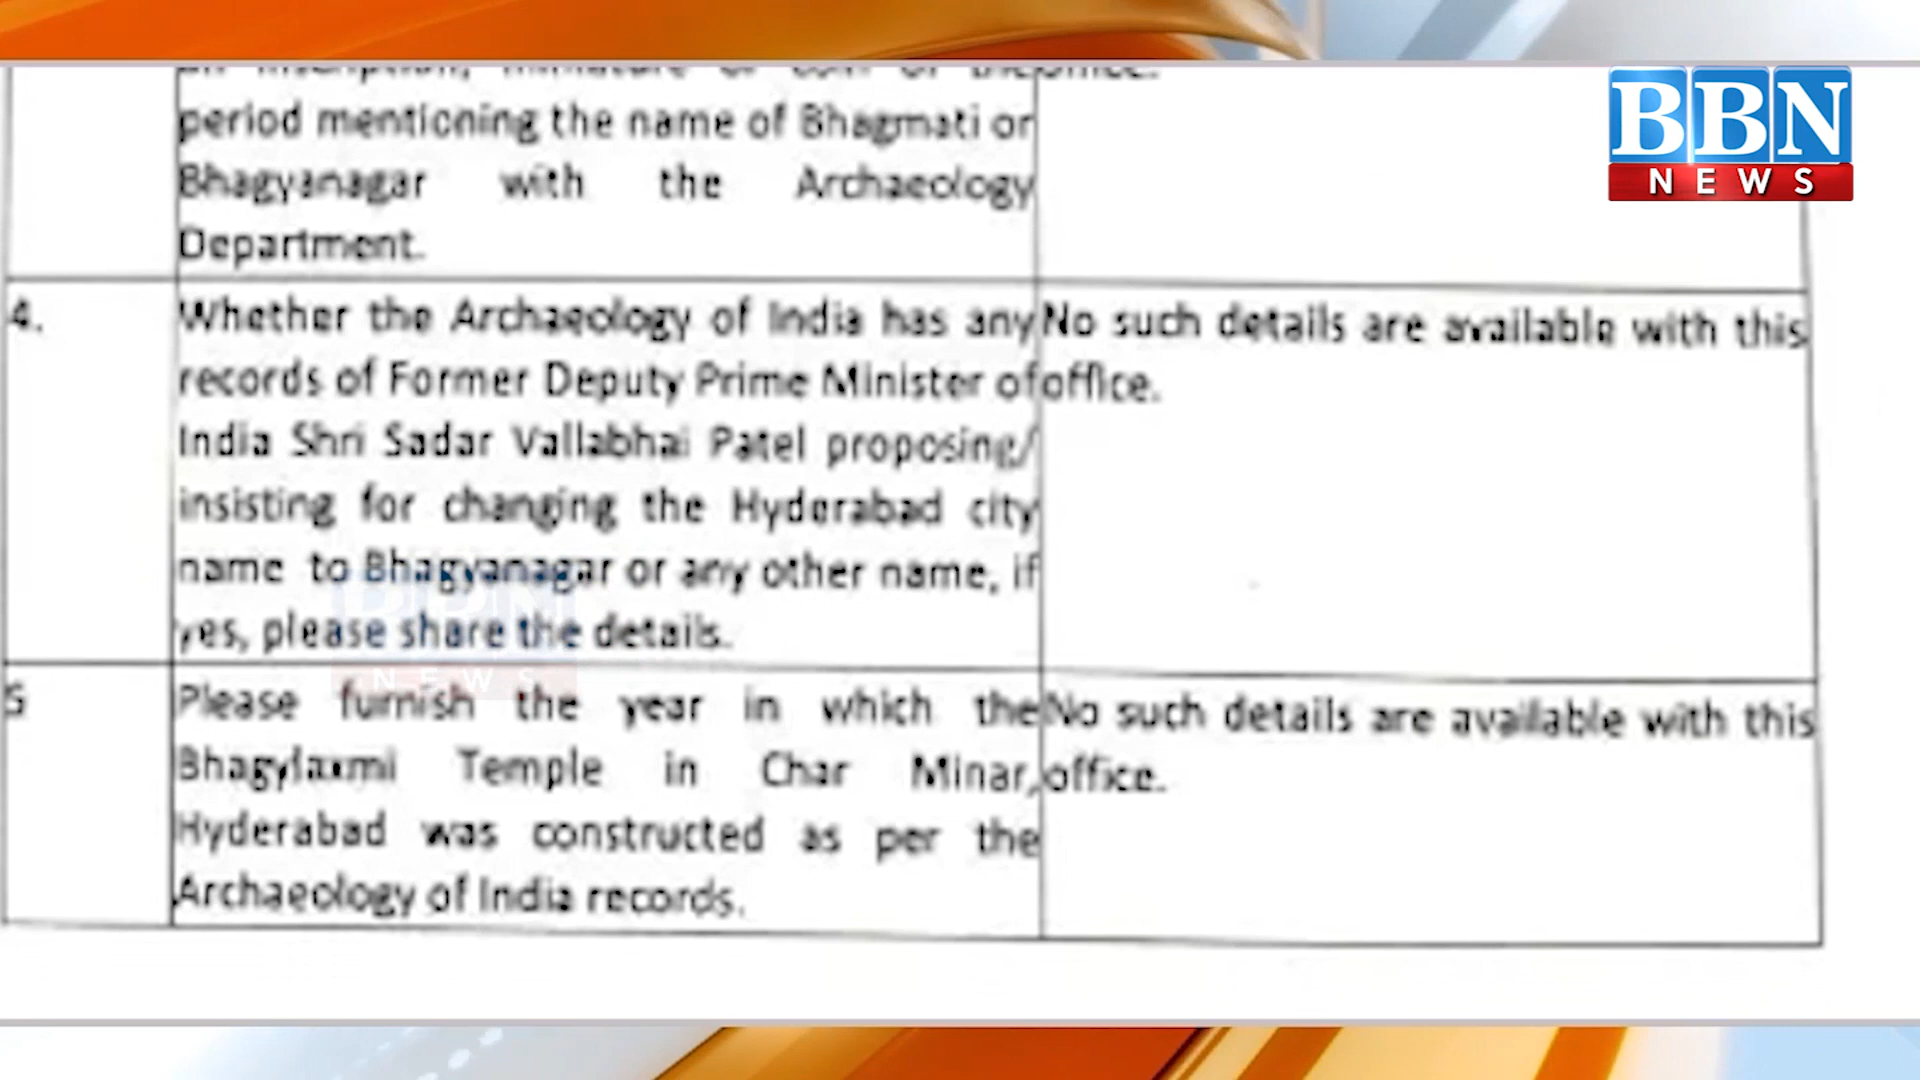 BBN
NEWS
period mentioning the name of Bhagmati or
Bhagyanagar with the Archaeology
Department.
4. Whether the Archaeology of India has any No such details are available with this
records of Former Deputy Prime Minister of office.
India Shri Sadar Vallabhai Patel proposing/
insisting for changing the Hyderabad city
name to Bhagyanagar or any other name, if
yes, please share the details.
5 Please furnish the year in which the No such details are available with this
Bhagylaxmi Temple in Char Minar, office.
Hyderabad was constructed as per the
Archaeology of India records.